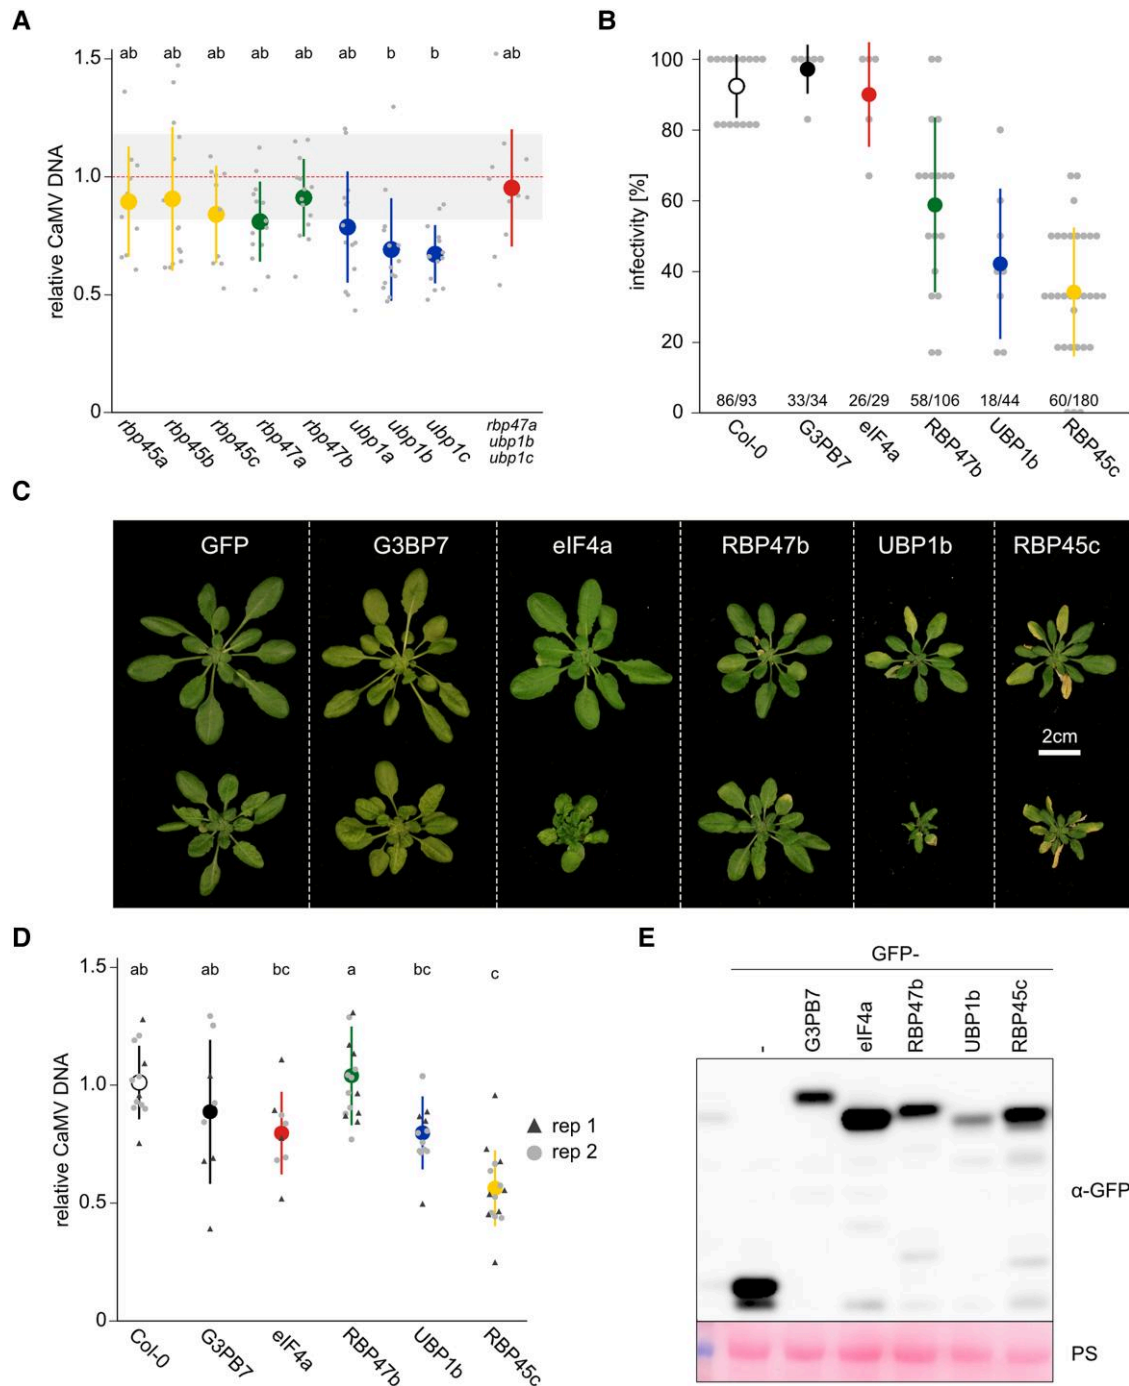 A
relative CaMV DNA
1.5
1.0
0.5
0
ab ab ab ab ab ab b b ab
rbp45a rbp45b rbp45c rbp47a rbp47b ubp1a ubp1b ubp1c
rbp47a
ubp1b
ubp1c
B
infectivity [%]
100
80
60
40
20
0
86/93 33/34 26/29 58/106 18/44 60/180
Col-0 G3PB7 eIF4a RBP47b UBP1b RBP45c
C
GFP G3BP7 eIF4a RBP47b UBP1b RBP45c
2cm
D
relative CaMV DNA
1.5
1.0
0.5
0
ab ab bc a bc c
rep 1
rep 2
Col-0 G3PB7 eIF4a RBP47b UBP1b RBP45c
E
GFP-
- G3PB7 eIF4a RBP47b UBP1b RBP45c
α-GFP
PS